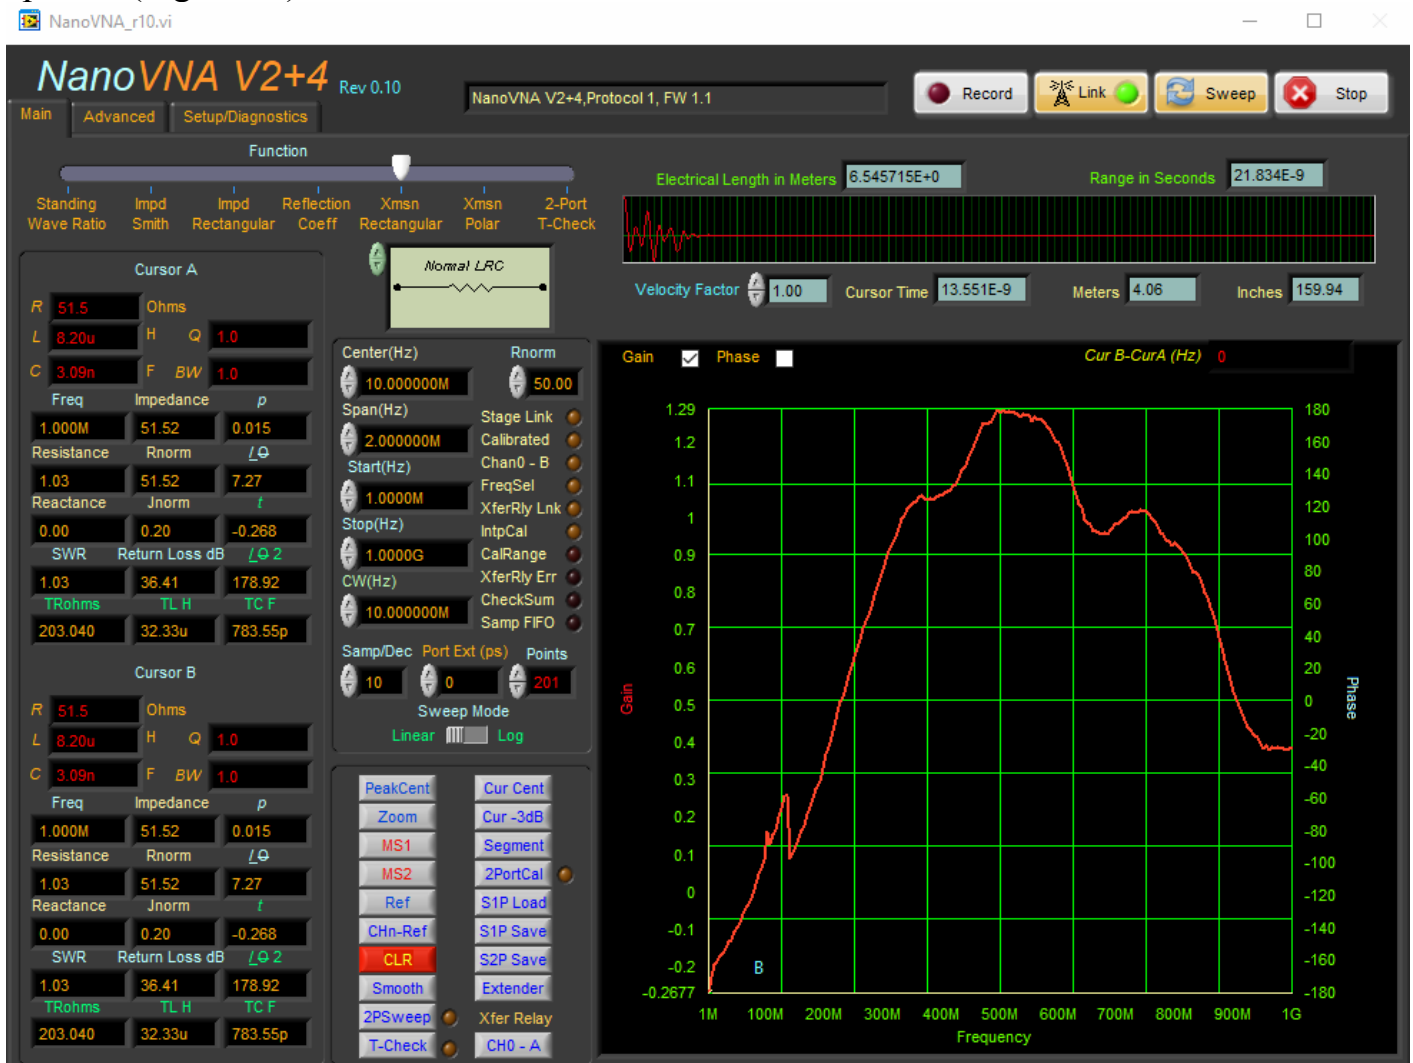 NanoVNA_r10.vi
NanoVNA V2+4 Rev 0.10
NanoVNA V2+4,Protocol 1, FW 1.1
Record
Link
Sweep
Stop
Main Advanced Setup/Diagnostics
Function
Standing Wave Ratio
Impd Smith
Impd Rectangular
Reflection Coeff
Xmsn Rectangular
Xmsn Polar
2-Port T-Check
Electrical Length in Meters 6.545715E+0
Range in Seconds 21.834E-9
Velocity Factor 1.00
Cursor Time 13.551E-9
Meters 4.06
Inches 159.94
Normal LRC
Cursor A
R 51.5 Ohms
L 8.20u H Q 1.0
C 3.09n F BW 1.0
Freq Impedance p
1.000M 51.52 0.015
Resistance Rnorm /Θ
1.03 51.52 7.27
Reactance Jnorm t
0.00 0.20 -0.268
SWR Return Loss dB /Θ 2
1.03 36.41 178.92
TRohms TL H TC F
203.040 32.33u 783.55p
Cursor B
R 51.5 Ohms
L 8.20u H Q 1.0
C 3.09n F BW 1.0
Freq Impedance p
1.000M 51.52 0.015
Resistance Rnorm /Θ
1.03 51.52 7.27
Reactance Jnorm t
0.00 0.20 -0.268
SWR Return Loss dB /Θ 2
1.03 36.41 178.92
TRohms TL H TC F
203.040 32.33u 783.55p
Center(Hz) Rnorm
10.000000M 50.00
Span(Hz)
2.000000M
Start(Hz)
1.0000M
Stop(Hz)
1.0000G
CW(Hz)
10.000000M
Stage Link
Calibrated
Chan0 - B
FreqSel
XferRly Lnk
IntpCal
CalRange
XferRly Err
CheckSum
Samp FIFO
Samp/Dec Port Ext (ps) Points
10 0 201
Sweep Mode
Linear Log
PeakCent Cur Cent
Zoom Cur -3dB
MS1 Segment
MS2 2PortCal
Ref S1P Load
CHn-Ref S1P Save
CLR S2P Save
Smooth Extender
2PSweep Xfer Relay
T-Check CH0 - A
Gain Phase
Cur B-CurA (Hz) 0
1.29
1.2
1.1
1
0.9
0.8
0.7
0.6
0.5
0.4
0.3
0.2
0.1
0
-0.1
-0.2
-0.2677
Gain
B
180
160
140
120
100
80
60
40
20
0
-20
-40
-60
-80
-100
-120
-140
-160
-180
Phase
1M 100M 200M 300M 400M 500M 600M 700M 800M 900M 1G
Frequency